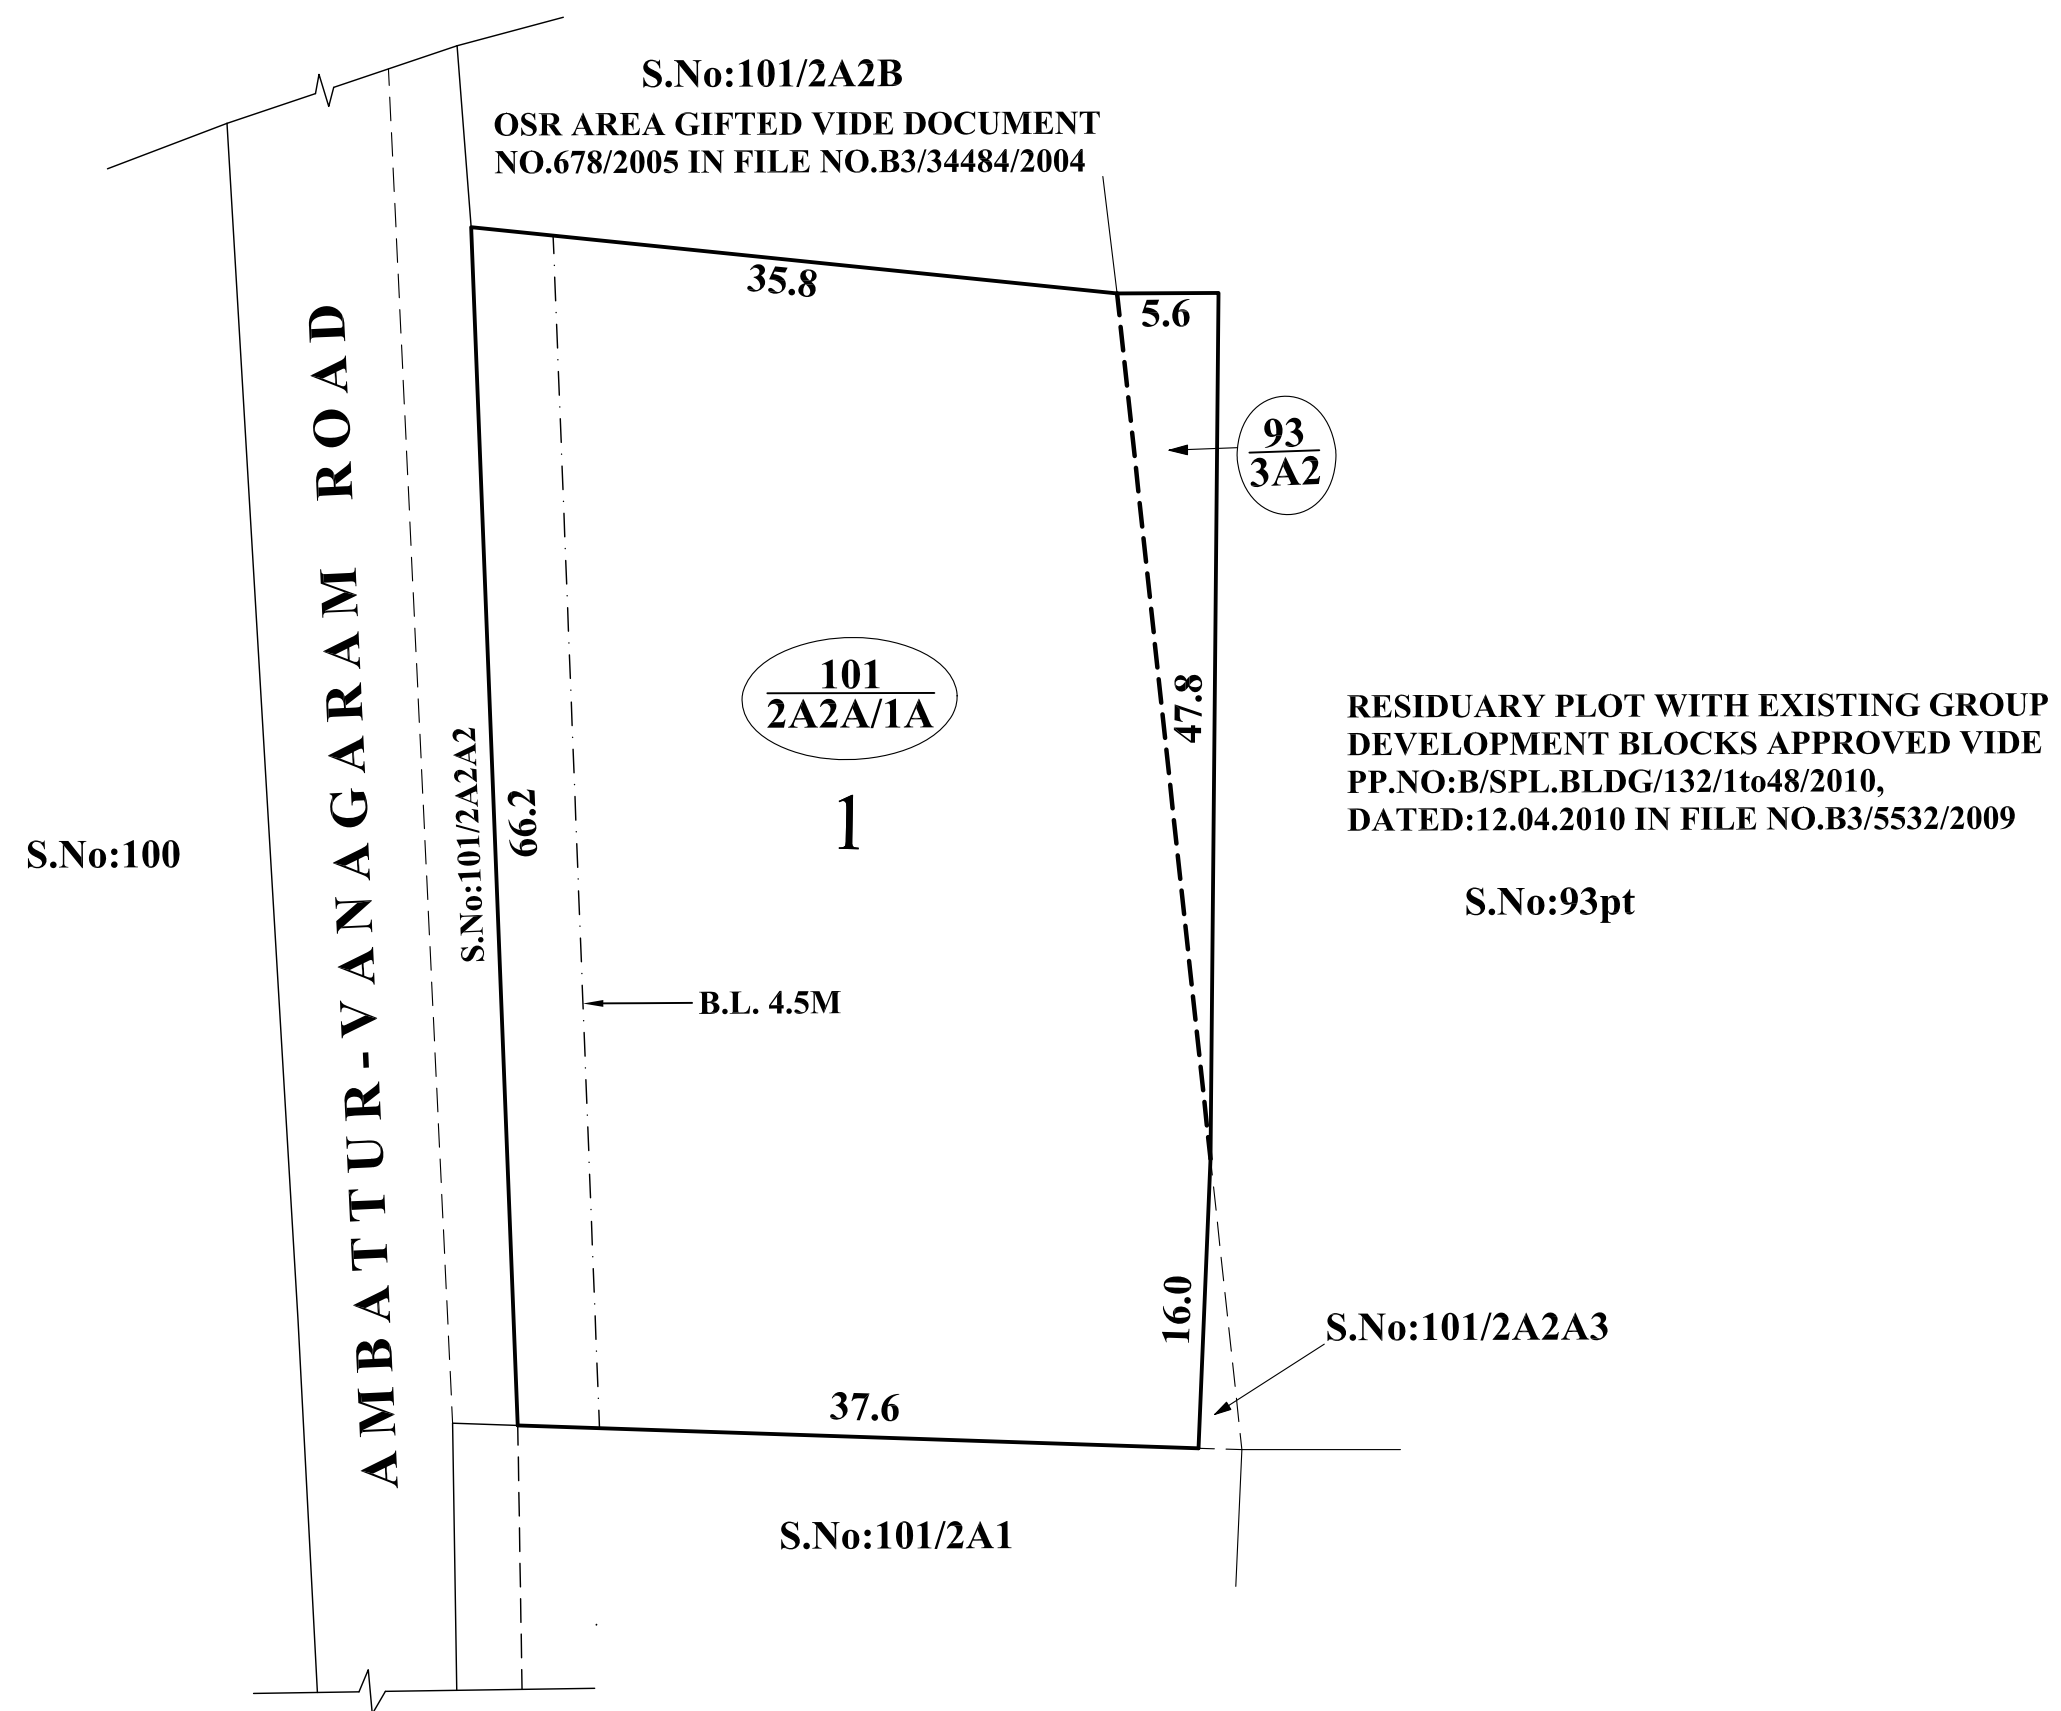 S.No:101/2A2B
OSR AREA GIFTED VIDE DOCUMENT
NO.678/2005 IN FILE NO.B3/34484/2004
35.8
5.6
93
3A2
AMBATTUR-VANAGARAM ROAD
101
2A2A/1A
47.8
RESIDUARY PLOT WITH EXISTING GROUP
DEVELOPMENT BLOCKS APPROVED VIDE
PP.NO:B/SPL.BLDG/132/1to48/2010,
DATED:12.04.2010 IN FILE NO.B3/5532/2009
S.No:101/2A2A2
66.2
1
S.No:100
S.No:93pt
B.L. 4.5M
16.0
S.No:101/2A2A3
37.6
S.No:101/2A1